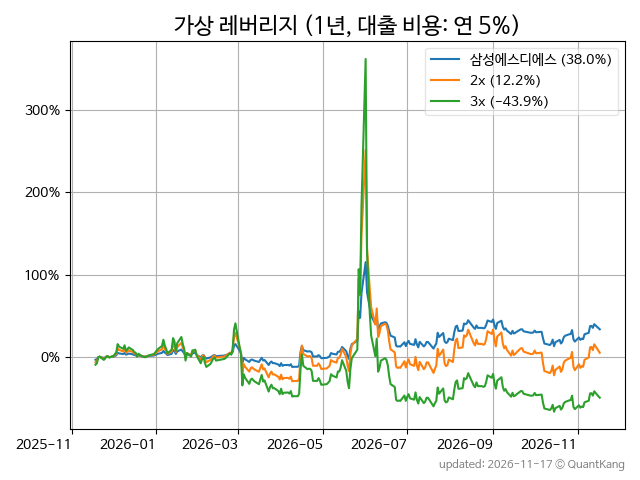 가상 레버리지 (1년, 대출 비용: 연 5%)
삼성에스디에스 (38.0%)
2x (12.2%)
3x (-43.9%)
300%
200%
100%
0%
2025-11 2026-01 2026-03 2026-05 2026-07 2026-09 2026-11
updated: 2026-11-17 © QuantKang